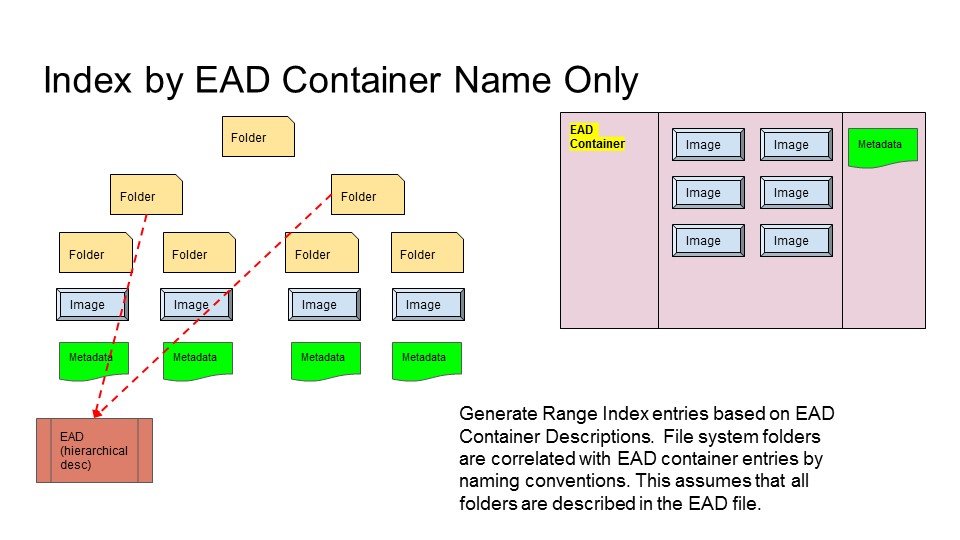 Index by EAD Container Name Only
Folder
Folder
Folder
Folder
Folder
Folder
Folder
Image
Image
Image
Image
Metadata
Metadata
Metadata
Metadata
EAD
(hierarchical
desc)
EAD
Container
Image
Image
Metadata
Image
Image
Image
Image
Generate Range Index entries based on EAD
Container Descriptions.  File system folders
are correlated with EAD container entries by
naming conventions. This assumes that all
folders are described in the EAD file.